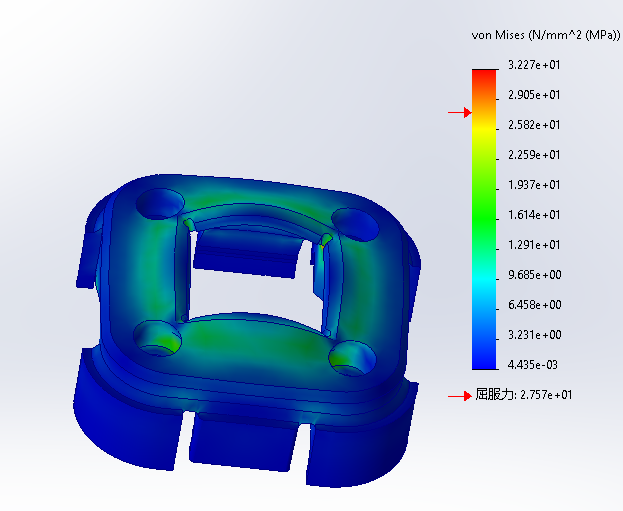 von Mises (N/mm^2 (MPa))
3.227e+01
2.905e+01
2.582e+01
2.259e+01
1.937e+01
1.614e+01
1.291e+01
9.685e+00
6.458e+00
3.231e+00
4.435e-03
屈服力: 2.757e+01